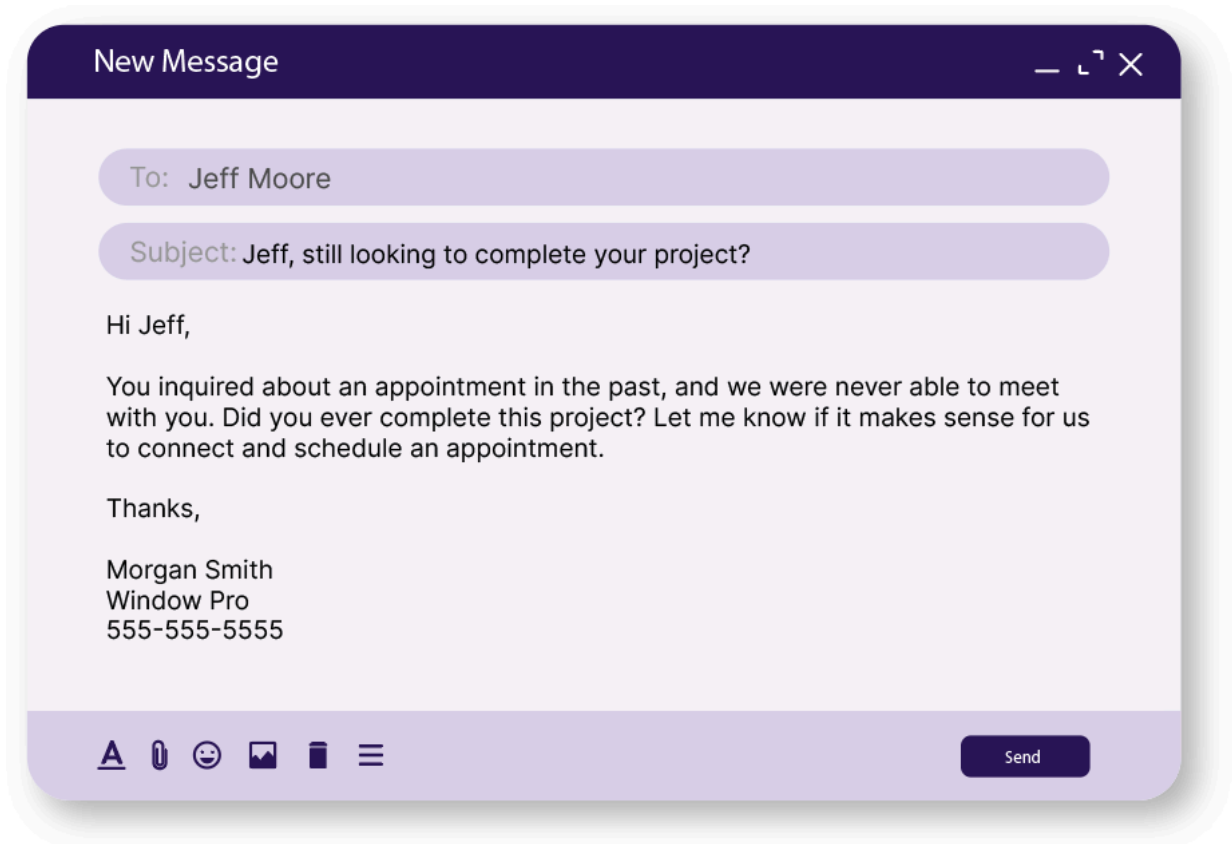 New Message
To: Jeff Moore
Subject: Jeff, still looking to complete your project?
Hi Jeff,
You inquired about an appointment in the past, and we were never able to meet
with you. Did you ever complete this project? Let me know if it makes sense for us
to connect and schedule an appointment.
Thanks,
Morgan Smith
Window Pro
555-555-5555
A
Send